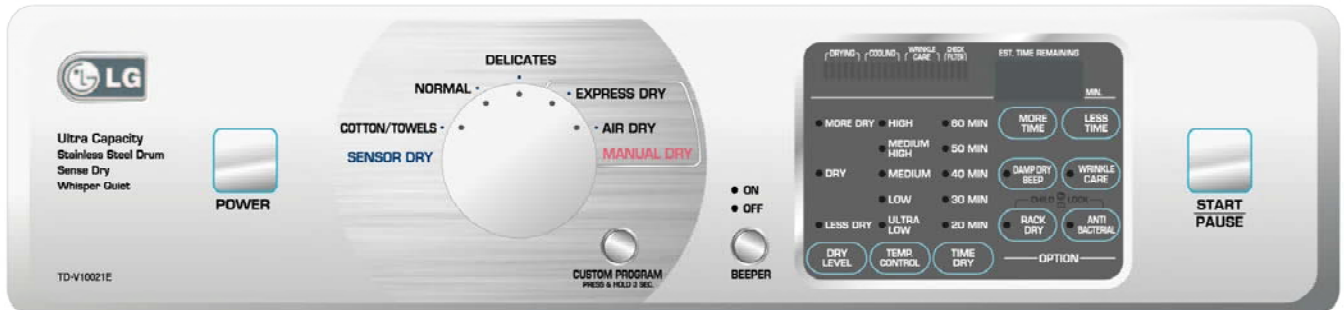 LG
Ultra Capacity
Stainless Steel Drum
Sense Dry
Whisper Quiet
TD-V10021E
POWER
DELICATES
NORMAL
EXPRESS DRY
COTTON/TOWELS
AIR DRY
SENSOR DRY
MANUAL DRY
CUSTOM PROGRAM
PRESS & HOLD 3 SEC.
ON
OFF
BEEPER
DRYING
COOLING
WRINKLE
CARE
CHECK
FILTER
EST. TIME REMAINING
MIN.
MORE DRY
HIGH
60 MIN
MORE
TIME
LESS
TIME
MEDIUM
HIGH
50 MIN
DRY
MEDIUM
40 MIN
DAMP DRY
BEEP
WRINKLE
CARE
LOW
30 MIN
CHILD LOCK
LESS DRY
ULTRA
LOW
20 MIN
RACK
DRY
ANTI
BACTERIAL
DRY
LEVEL
TEMP.
CONTROL
TIME
DRY
OPTION
START
PAUSE